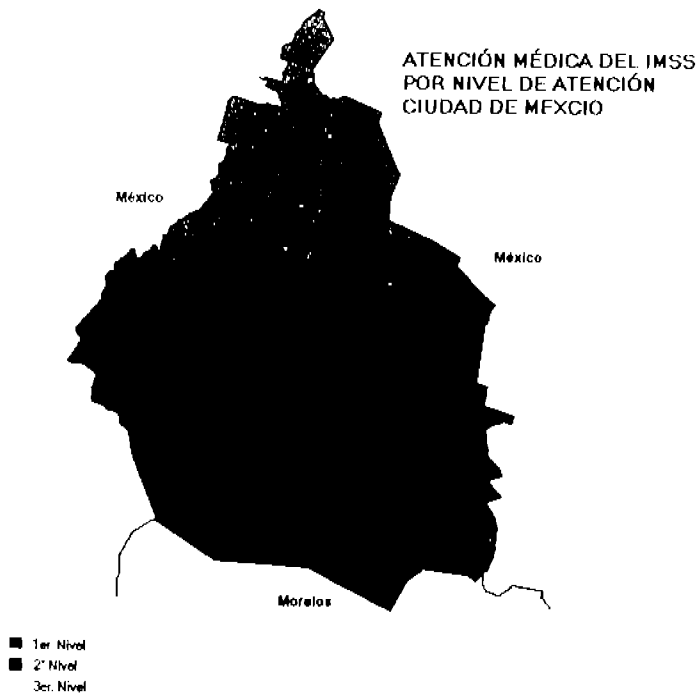 ATENCIÓN MÉDICA DEL IMSS
POR NIVEL DE ATENCIÓN
CIUDAD DE MEXCIO
México
México
Morelos
1er. Nivel
2° Nivel
3er. Nivel